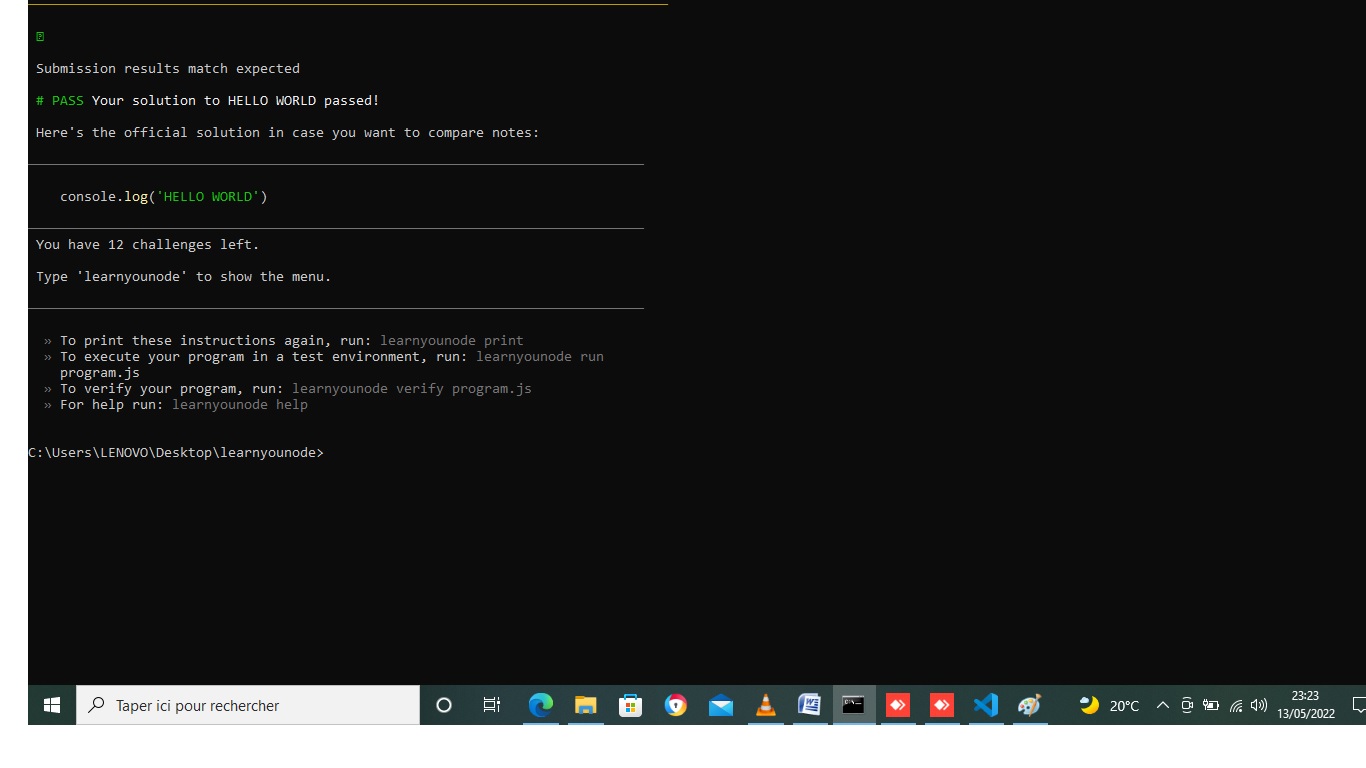 Submission results match expected
# PASS Your solution to HELLO WORLD passed!
Here's the official solution in case you want to compare notes:
console.log('HELLO WORLD')
You have 12 challenges left.
Type 'learnyounode' to show the menu.
» To print these instructions again, run: learnyounode print
» To execute your program in a test environment, run: learnyounode run
program.js
» To verify your program, run: learnyounode verify program.js
» For help run: learnyounode help
C:\Users\LENOVO\Desktop\learnyounode>
Taper ici pour rechercher
20°C
23:23
13/05/2022